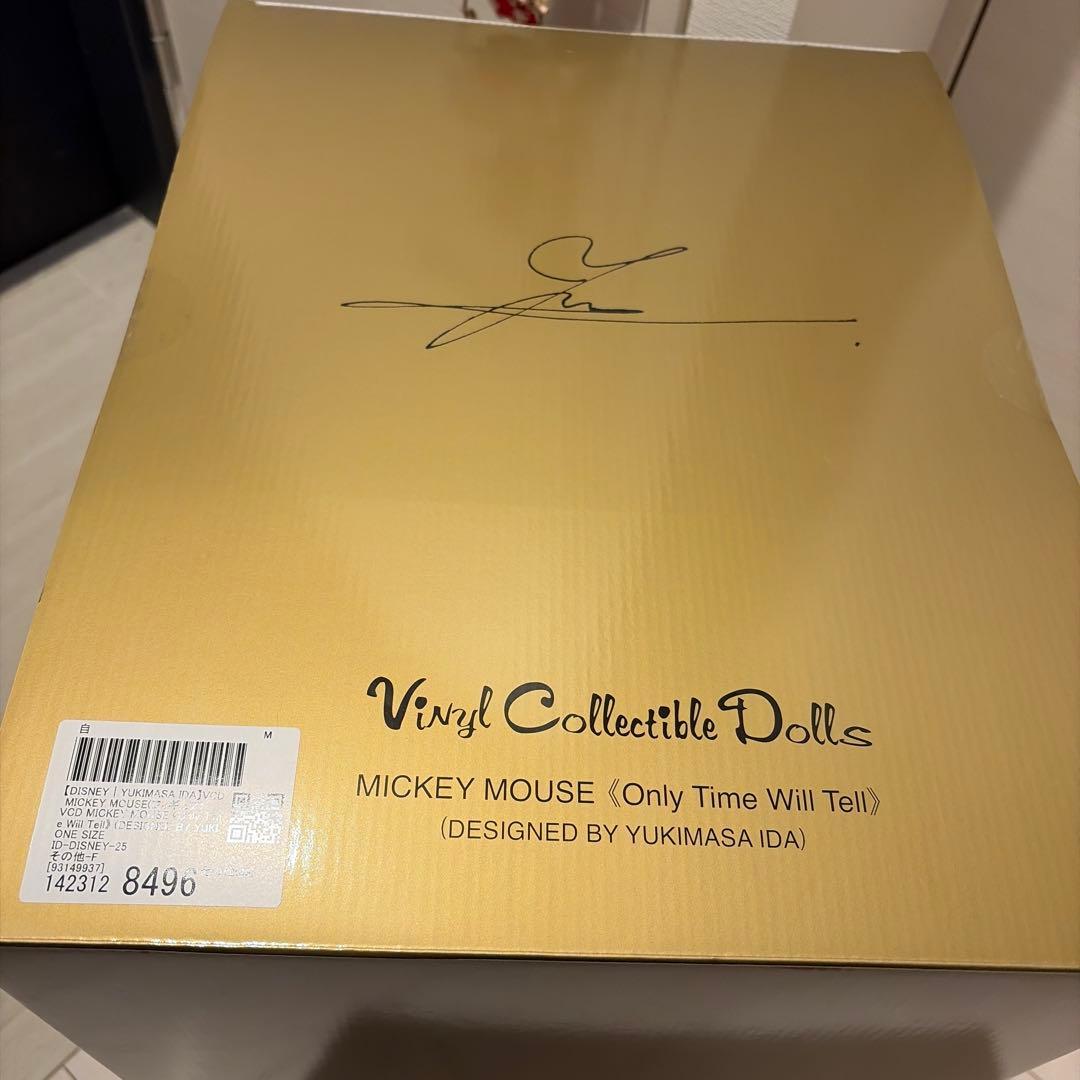 Vinyl Collectible Dolls
MICKEY MOUSE《Only Time Will Tell》
(DESIGNED BY YUKIMASA IDA)
白
M
【DISNEY | YUKIMASA IDA】VCD
MICKEY MOUSE
VCD MICKEY MOUSE
e Will Tell》(DESIGNED BY YUKI
ONE SIZE
ID-DISNEY-25
その他-F
[93149937]
142312 8496